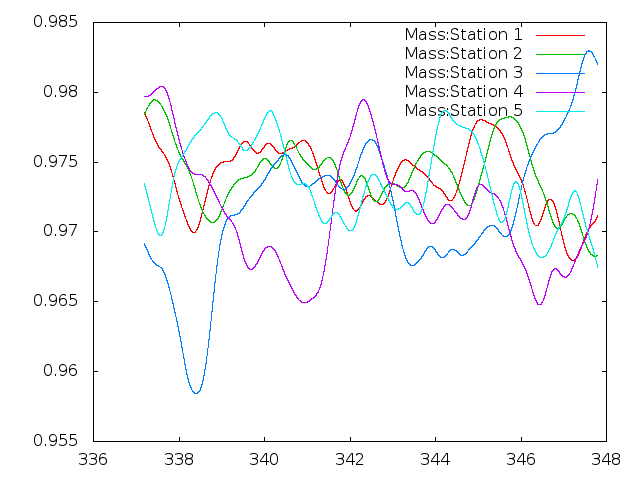 0.985
0.98
0.975
0.97
0.965
0.96
0.955
336
338
340
342
344
346
348
Mass:Station 1
Mass:Station 2
Mass:Station 3
Mass:Station 4
Mass:Station 5